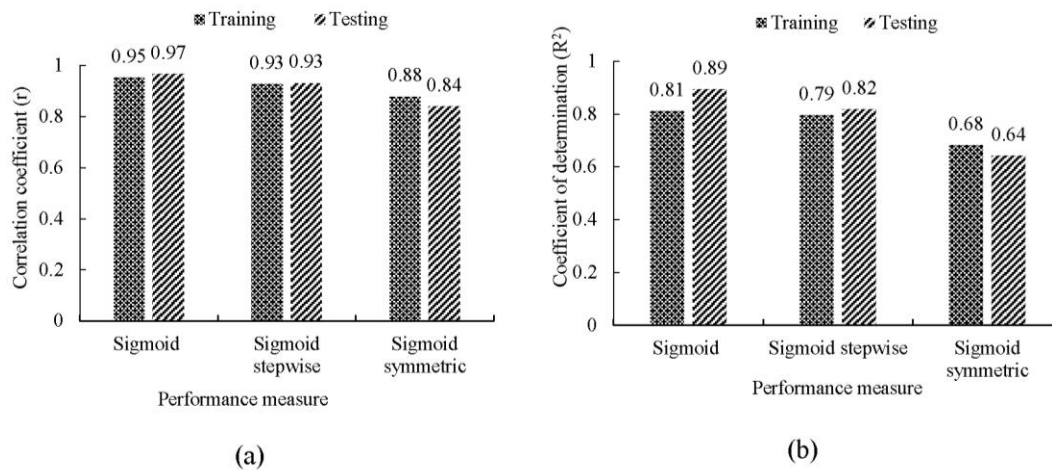 Training Testing
Correlation coefficient (r)
1
0.8
0.6
0.4
0.2
0
0.95 0.97
0.93 0.93
0.88
0.84
Sigmoid
Sigmoid
stepwise
Sigmoid
symmetric
Performance measure
(a)
Training Testing
Coefficient of determination (R²)
1
0.8
0.6
0.4
0.2
0
0.81
0.89
0.79
0.82
0.68
0.64
Sigmoid
Sigmoid stepwise
Sigmoid
symmetric
Performance measure
(b)